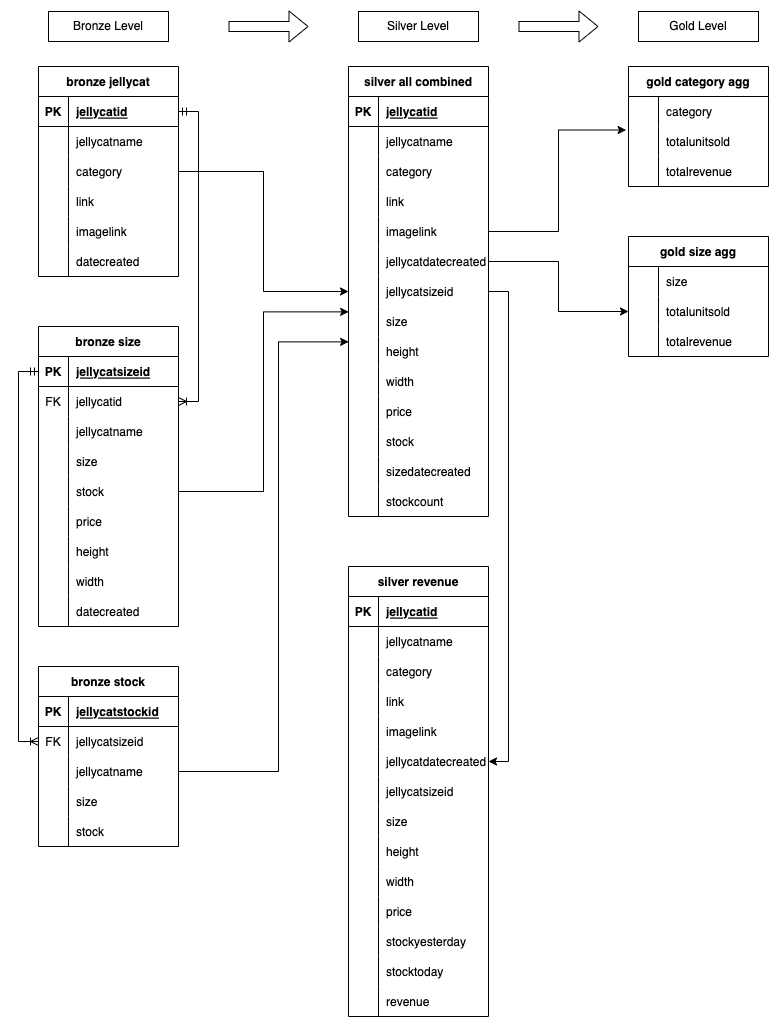 Bronze Level
Silver Level
Gold Level
bronze jellycat
PK jellycatid
jellycatname
category
link
imagelink
datecreated
bronze size
PK jellycatsizeid
FK jellycatid
jellycatname
size
stock
price
height
width
datecreated
bronze stock
PK jellycatstockid
FK jellycatsizeid
jellycatname
size
stock
silver all combined
PK jellycatid
jellycatname
category
link
imagelink
jellycatdatecreated
jellycatsizeid
size
height
width
price
stock
sizedatecreated
stockcount
silver revenue
PK jellycatid
jellycatname
category
link
imagelink
jellycatdatecreated
jellycatsizeid
size
height
width
price
stockyesterday
stocktoday
revenue
gold category agg
category
totalunitsold
totalrevenue
gold size agg
size
totalunitsold
totalrevenue